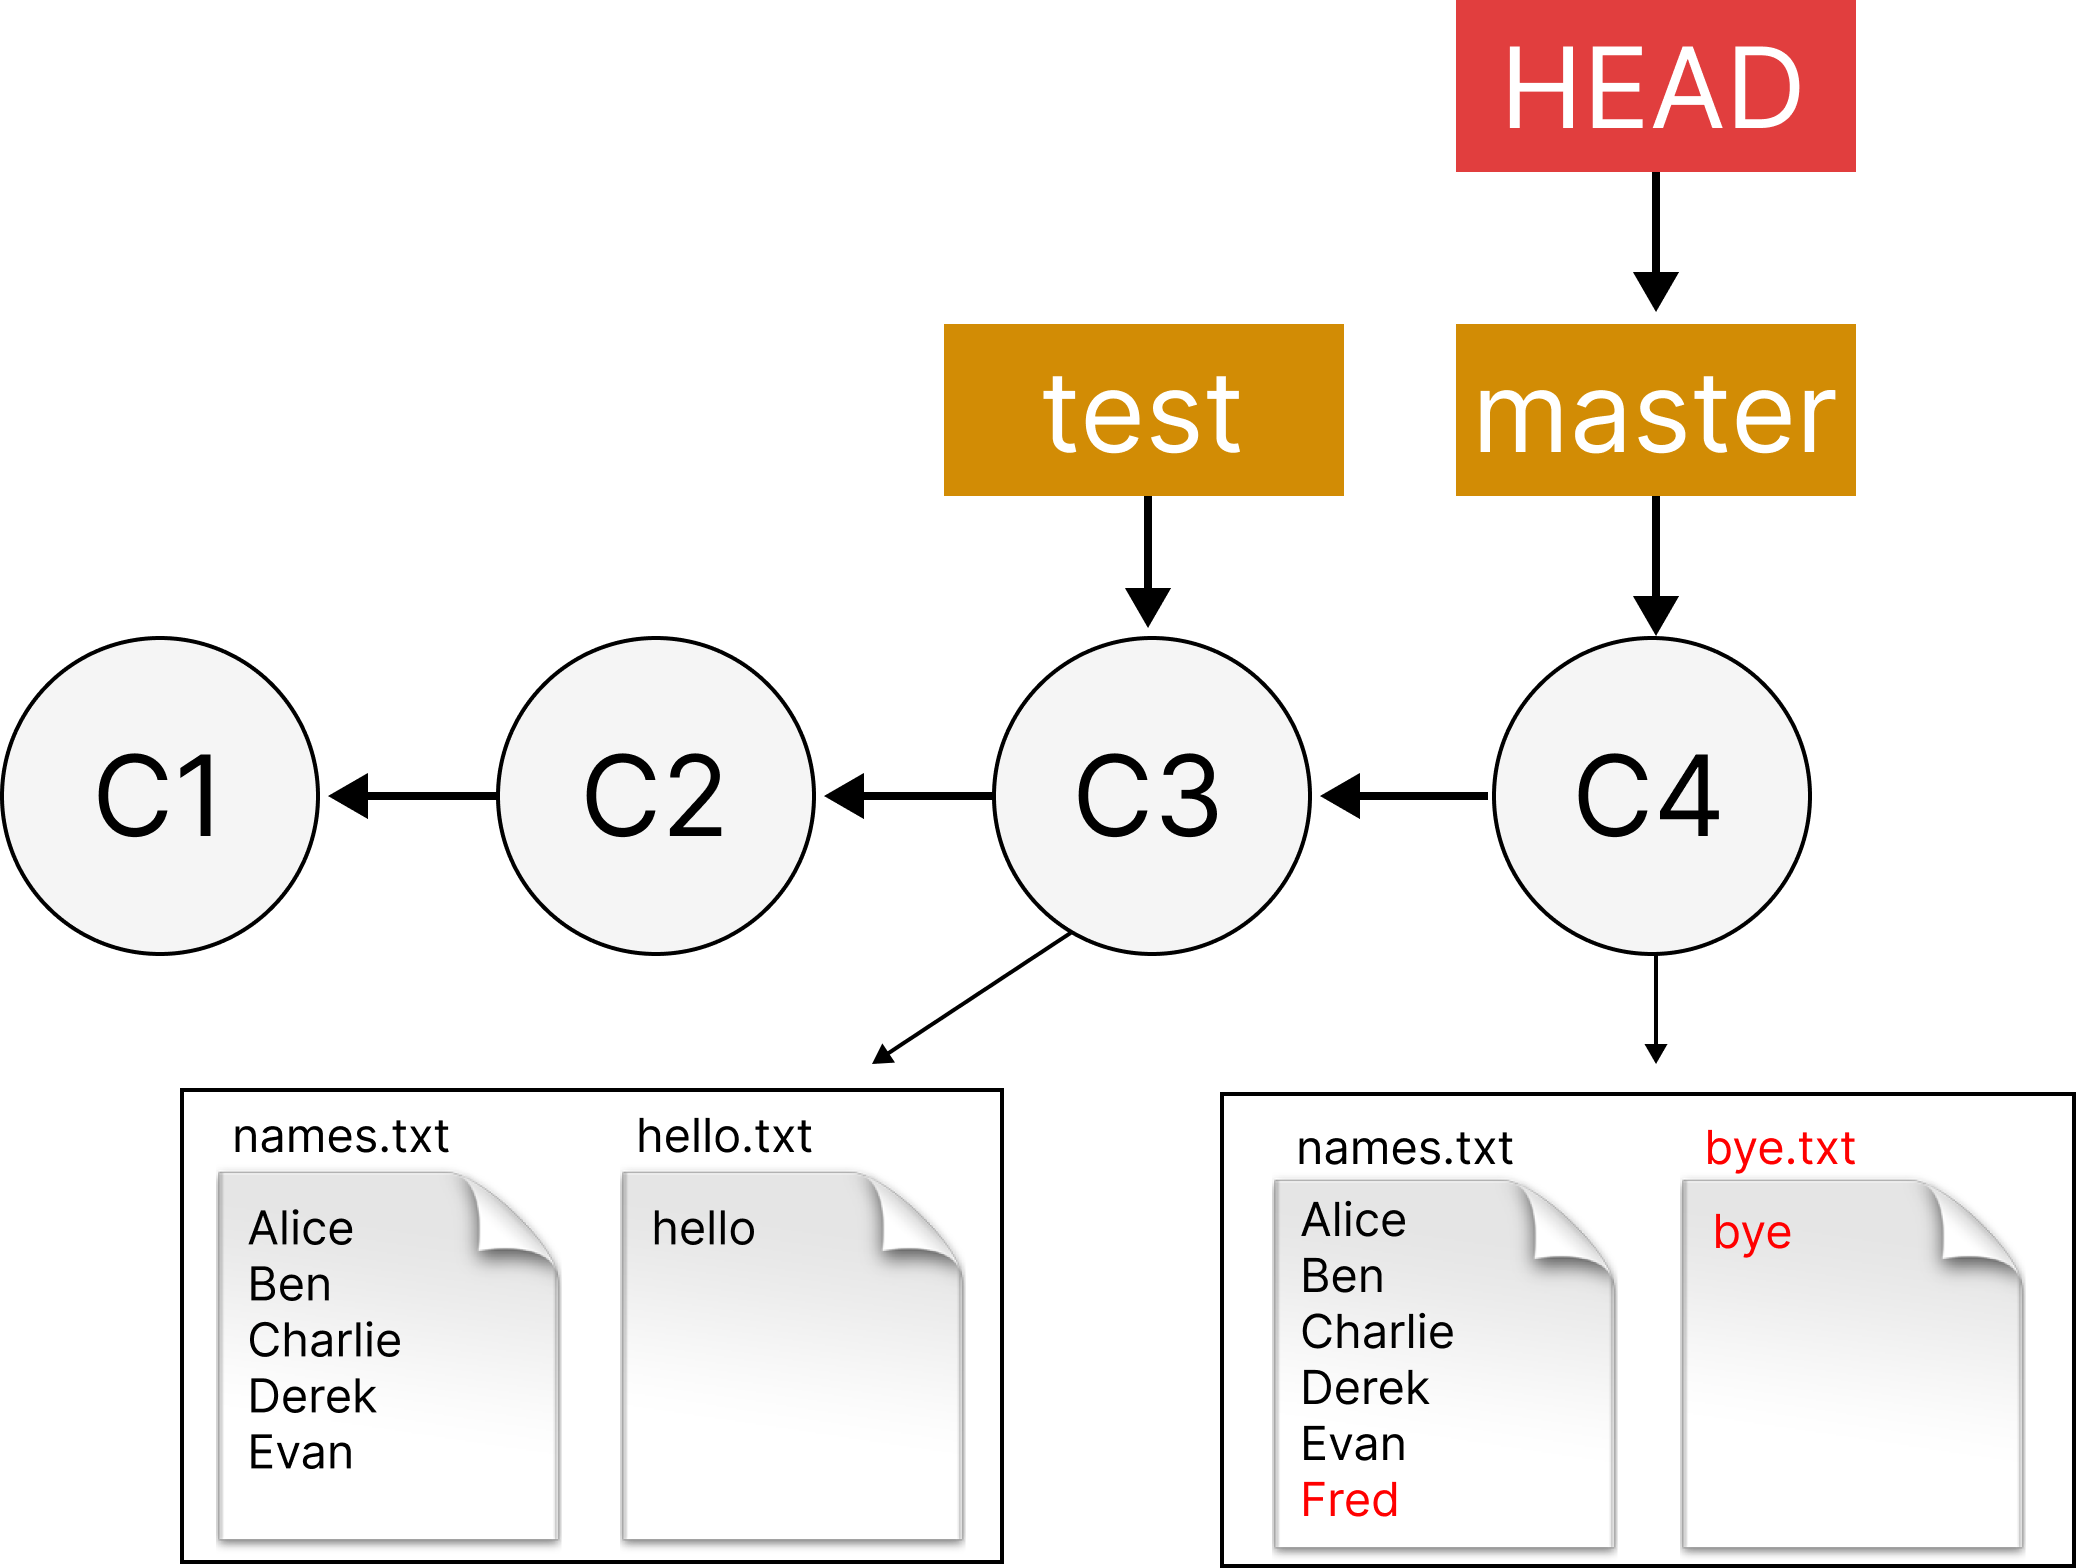 HEAD
test
master
C1
C2
C3
C4
names.txt
Alice
Ben
Charlie
Derek
Evan
hello.txt
hello
names.txt
Alice
Ben
Charlie
Derek
Evan
Fred
bye.txt
bye